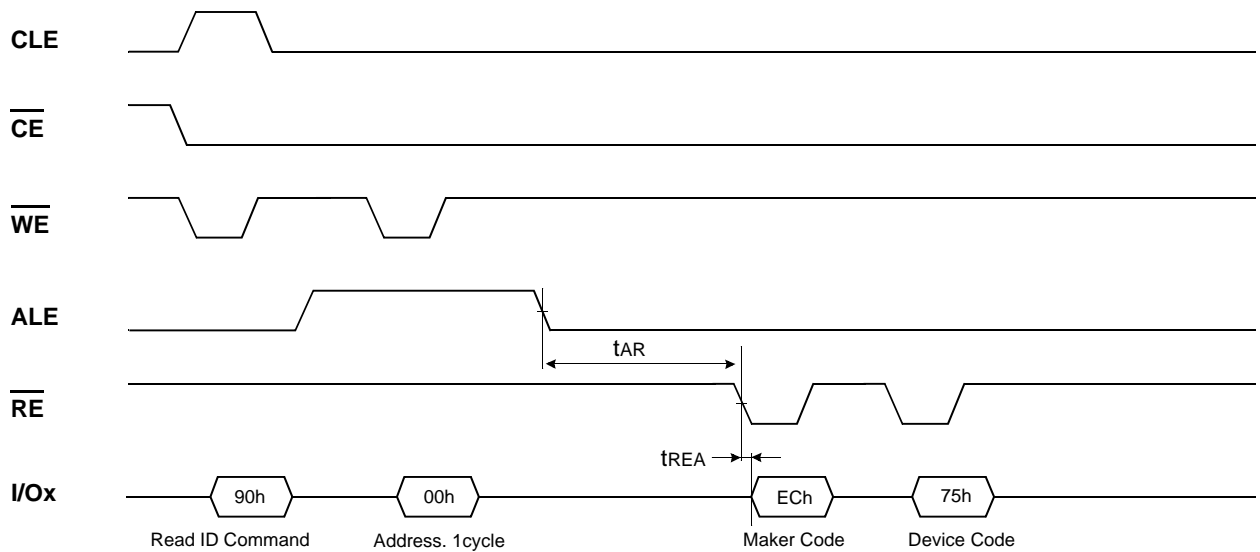 CLE
CE
WE
ALE
tAR
RE
tREA
I/Ox
90h
00h
ECh
75h
Read ID Command
Address. 1cycle
Maker Code
Device Code